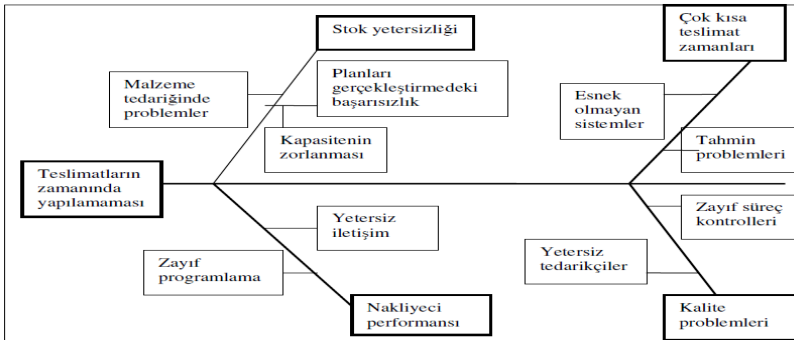 Stok yetersizliği
Çok kısa
teslimat
zamanları
Malzeme
tedariğinde
problemler
Planları
gerçekleştirmedeki
başarısızlık
Kapasitenin
zorlanması
Esnek
olmayan
sistemler
Tahmin
problemleri
Teslimatların
zamanında
yapılamaması
Yetersiz
iletişim
Zayıf
programlama
Nakliyeci
performansı
Zayıf süreç
kontrolleri
Yetersiz
tedarikçiler
Kalite
problemleri